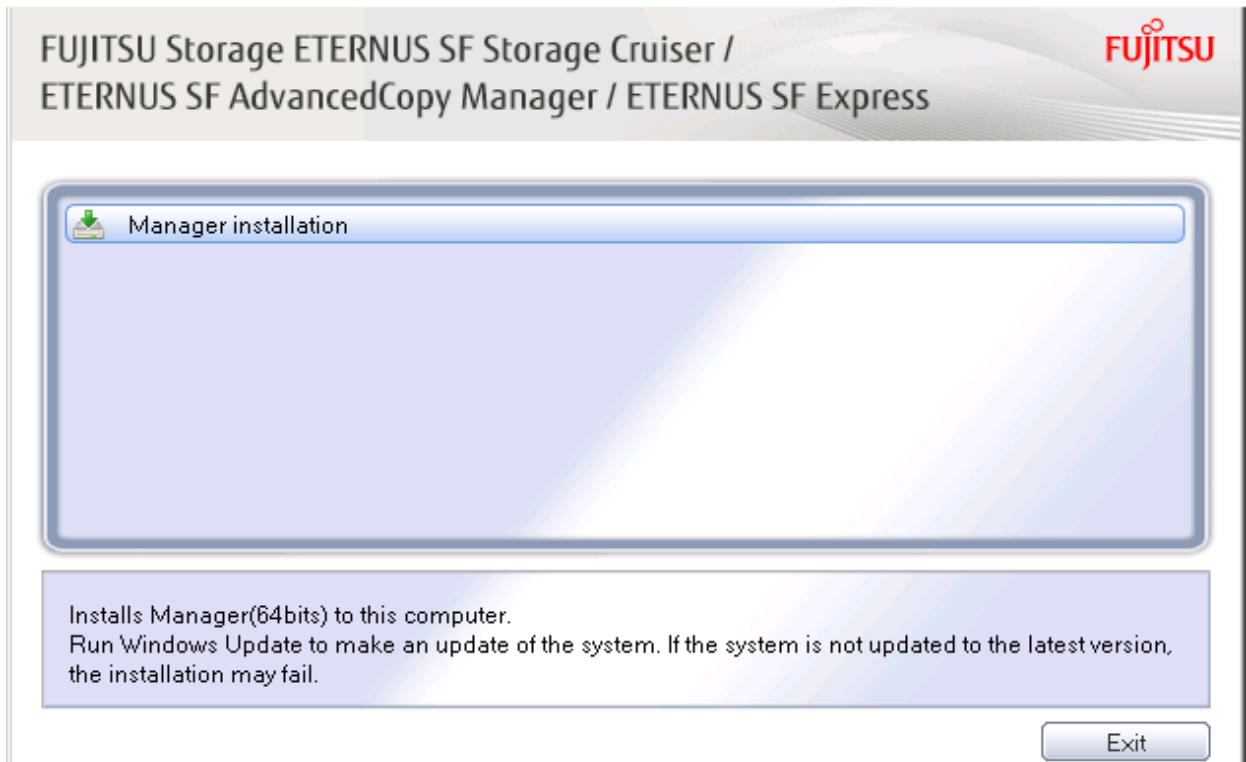 FUJITSU Storage ETERNUS SF Storage Cruiser /
ETERNUS SF AdvancedCopy Manager / ETERNUS SF Express
FUJITSU
Manager installation
Installs Manager(64bits) to this computer.
Run Windows Update to make an update of the system. If the system is not updated to the latest version,
the installation may fail.
Exit